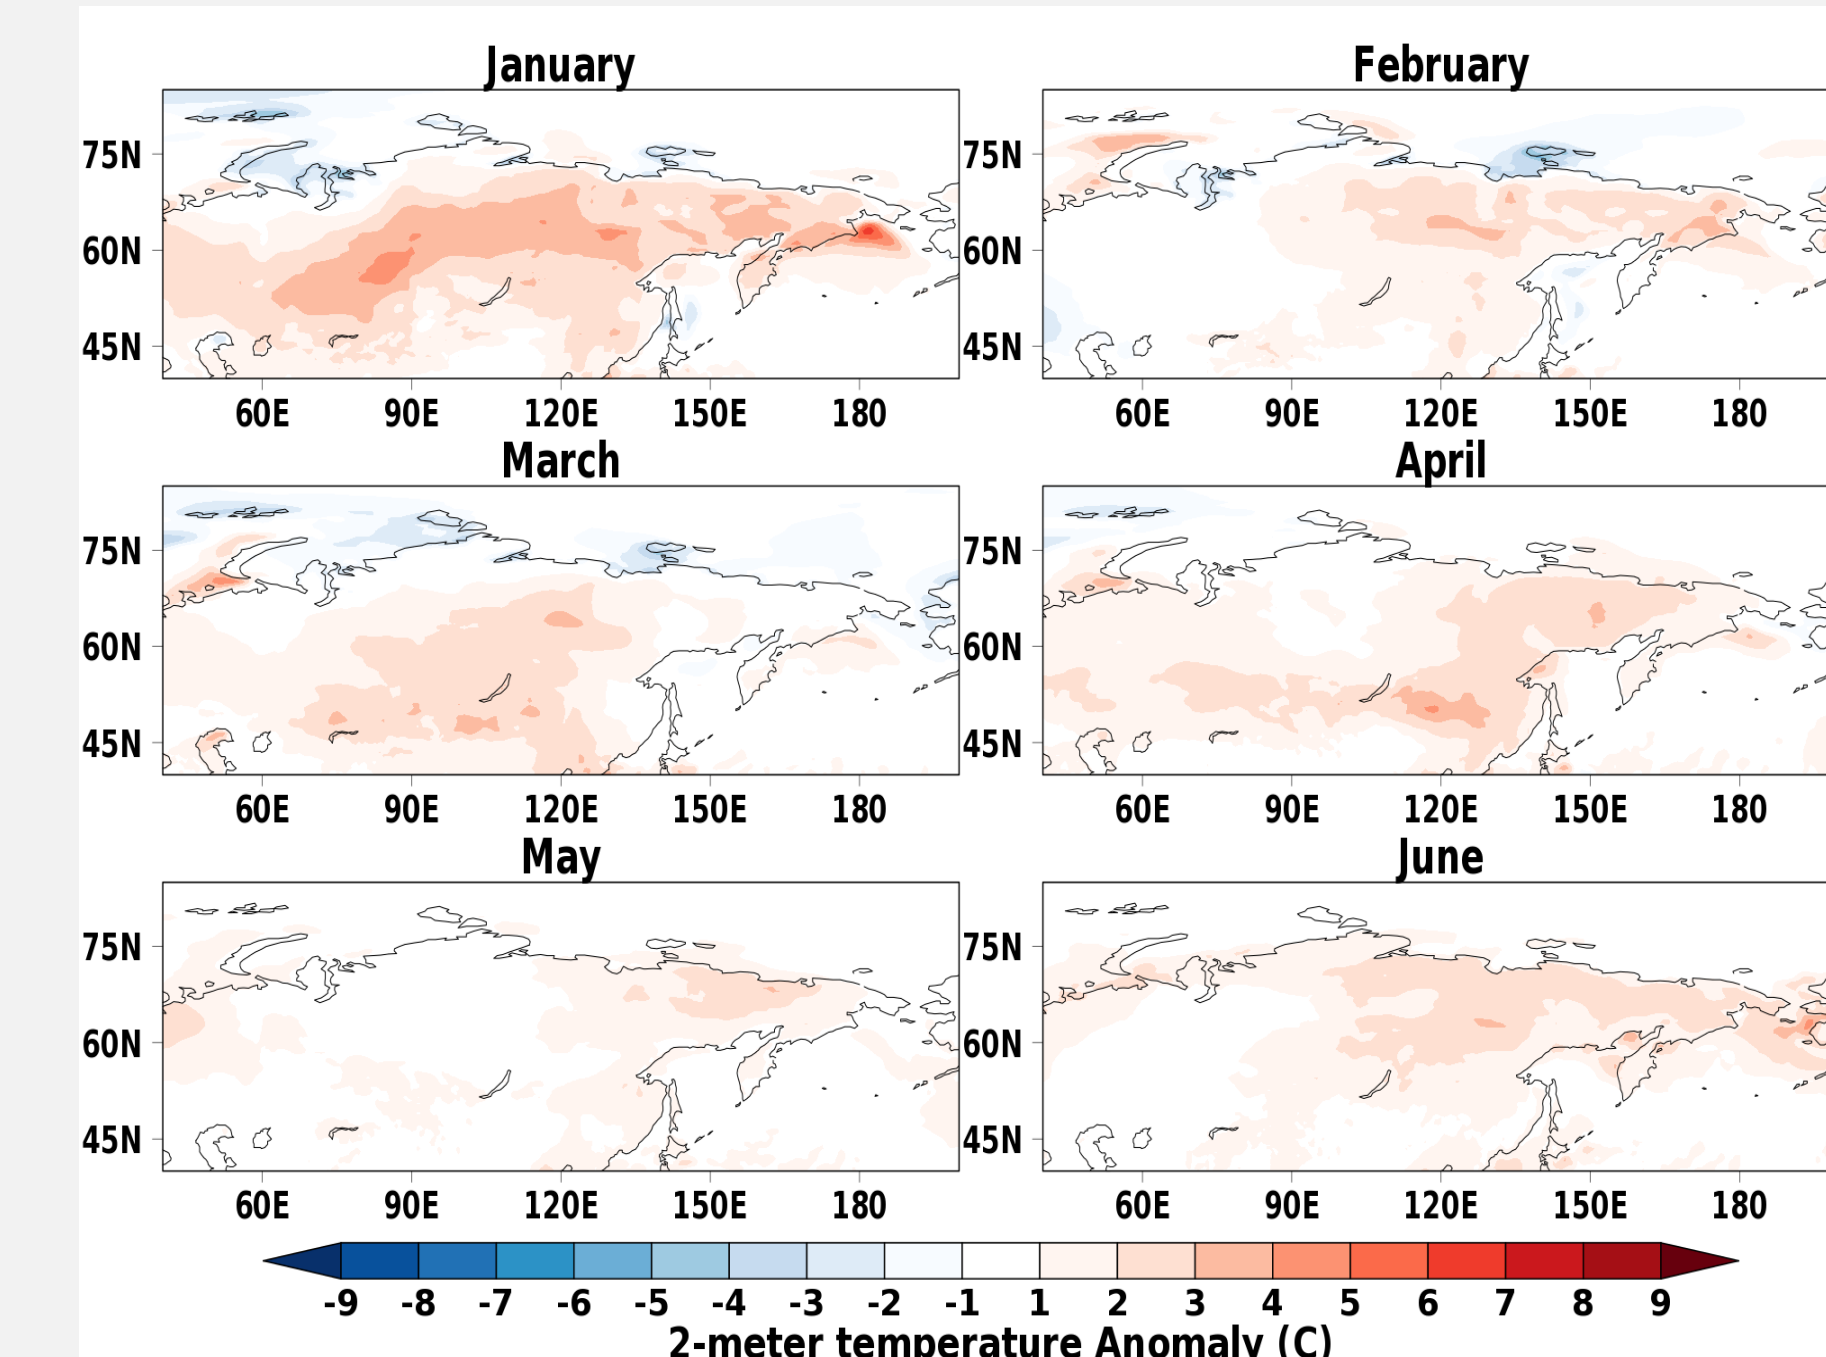 January February
75N 75N
60N 60N
45N 45N
60E 90E 120E 150E 180 60E 90E 120E 150E 180
March April
75N 75N
60N 60N
45N 45N
60E 90E 120E 150E 180 60E 90E 120E 150E 180
May June
75N 75N
60N 60N
45N 45N
60E 90E 120E 150E 180 60E 90E 120E 150E 180
-9 -8 -7 -6 -5 -4 -3 -2 -1 1 2 3 4 5 6 7 8 9
2-meter temperature Anomaly (C)